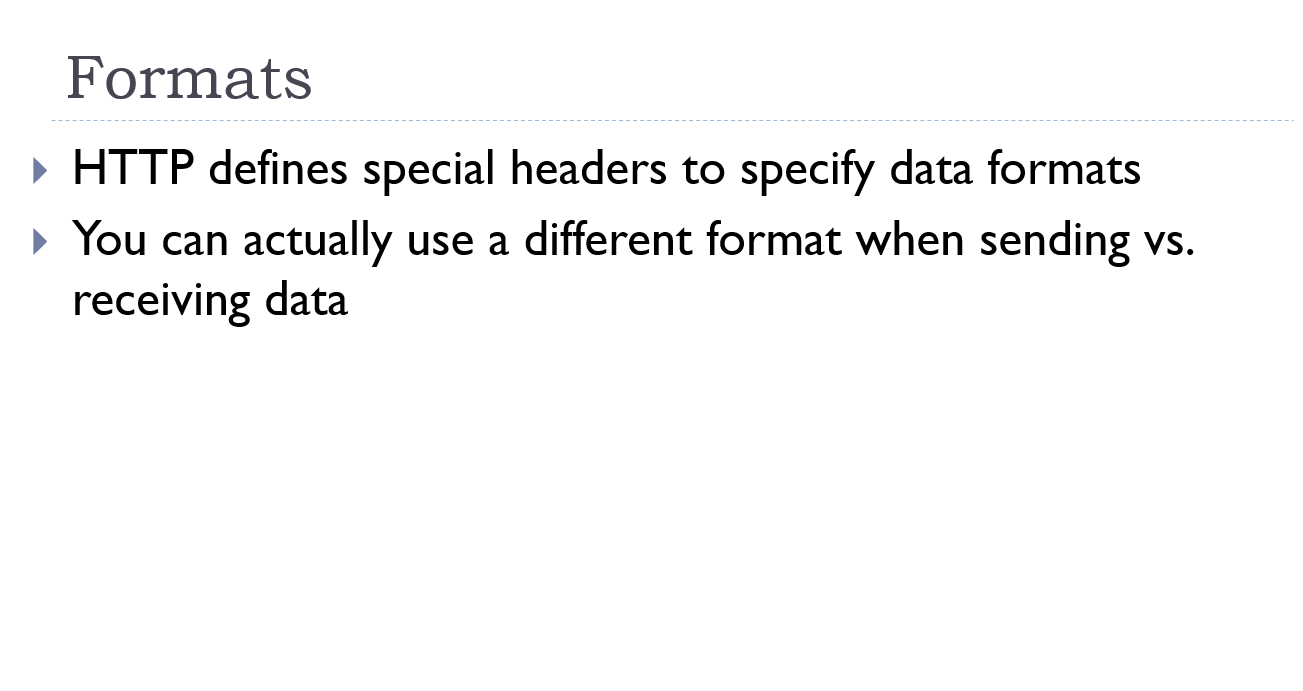 Formats
HTTP defines special headers to specify data formats
You can actually use a different format when sending vs.
receiving data